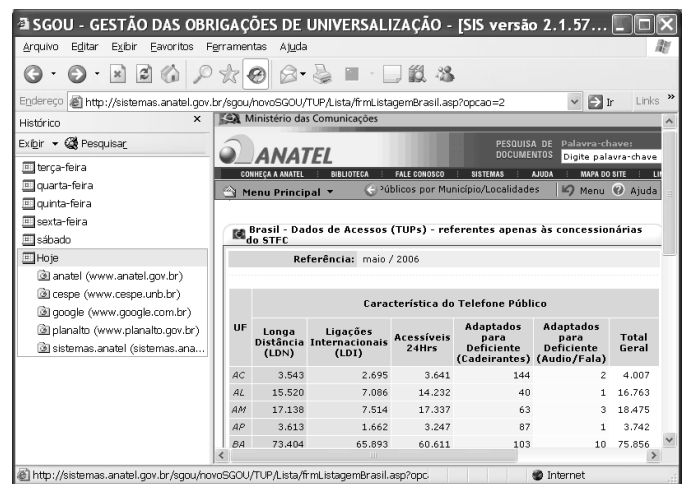 SGOU - GESTÃO DAS OBRIGAÇÕES DE UNIVERSALIZAÇÃO - [SIS versão 2.1.57...
Arquivo Editar Exibir Favoritos Ferramentas Ajuda
Endereço http://sistemas.anatel.gov.br/sgou/novoSGOU/TUP/Lista/frmListagemBrasil.asp?opcao=2 Ir Links »
Histórico ×
Exibir Pesquisar
terça-feira
quarta-feira
quinta-feira
sexta-feira
sábado
Hoje
anatel (www.anatel.gov.br)
cespe (www.cespe.unb.br)
google (www.google.com.br)
planalto (www.planalto.gov.br)
sistemas.anatel (sistemas.ana...
Ministério das Comunicações
ANATEL
PESQUISA DE DOCUMENTOS
Palavra-chave:
Digite palavra-chave
CONHEÇA A ANATEL BIBLIOTECA FALE CONOSCO SISTEMAS AJUDA MAPA DO SITE LI
Menu Principal úblicos por Município/Localidades Menu Ajuda
Brasil - Dados de Acessos (TUPs) - referentes apenas às concessionárias
do STFC
Referência: maio / 2006
Característica do Telefone Público
UF Longa Distância (LDN) Ligações Internacionais (LDI) Acessíveis 24Hrs Adaptados para Deficiente (Cadeirantes) Adaptados para Deficiente (Audio/Fala) Total Geral
AC 3.543 2.695 3.641 144 2 4.007
AL 15.520 7.086 14.232 40 1 16.763
AM 17.138 7.514 17.337 63 3 18.475
AP 3.613 1.662 3.247 87 1 3.742
BA 73.404 65.893 60.611 103 10 75.856
http://sistemas.anatel.gov.br/sgou/novoSGOU/TUP/Lista/frmListagemBrasil.asp?opc Internet